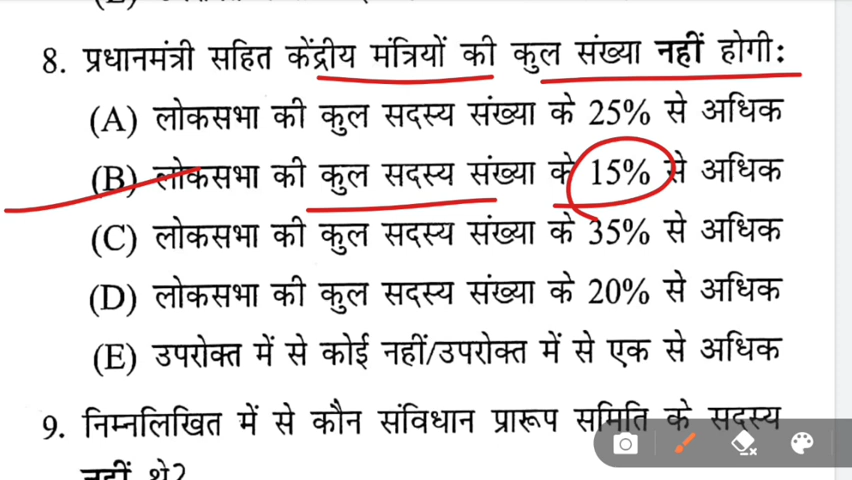 8. प्रधानमंत्री सहित केंद्रीय मंत्रियों की कुल संख्या नहीं होगी:
(A) लोकसभा की कुल सदस्य संख्या के 25% से अधिक
(B) लोकसभा की कुल सदस्य संख्या के 15% से अधिक
(C) लोकसभा की कुल सदस्य संख्या के 35% से अधिक
(D) लोकसभा की कुल सदस्य संख्या के 20% से अधिक
(E) उपरोक्त में से कोई नहीं/उपरोक्त में से एक से अधिक
9. निम्नलिखित में से कौन संविधान प्रारूप समिति के सदस्य
नहीं थे?